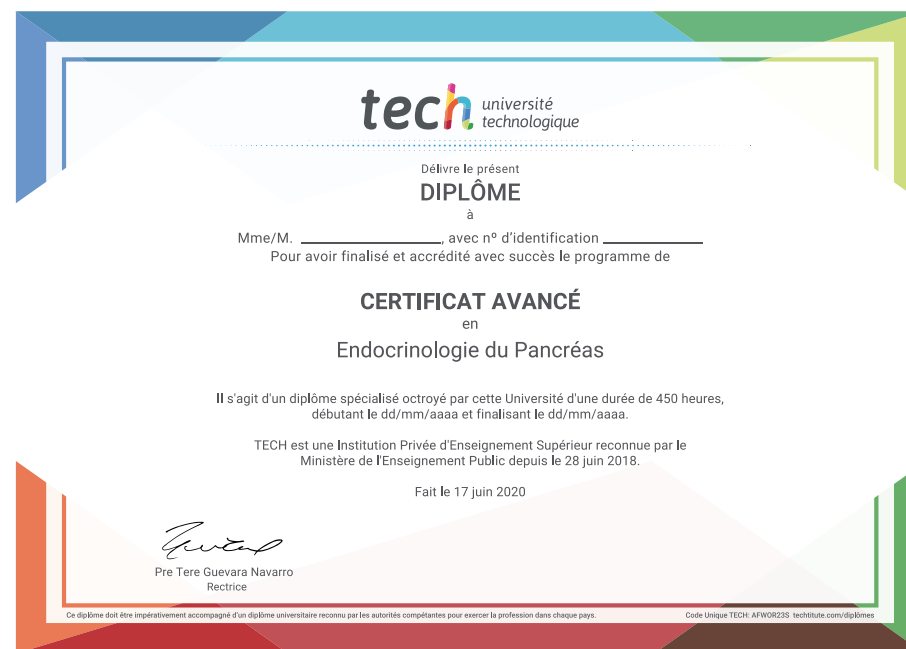 tech université
technologique
Délivre le présent
DIPLÔME
à
Mme/M. ____________________, avec nº d'identification ______________
Pour avoir finalisé et accrédité avec succès le programme de
CERTIFICAT AVANCÉ
en
Endocrinologie du Pancréas
Il s'agit d'un diplôme spécialisé octroyé par cette Université d'une durée de 450 heures,
débutant le dd/mm/aaaa et finalisant le dd/mm/aaaa.
TECH est une Institution Privée d'Enseignement Supérieur reconnue par le
Ministère de l'Enseignement Public depuis le 28 juin 2018.
Fait le 17 juin 2020
Pre Tere Guevara Navarro
Rectrice
Ce diplôme doit être impérativement accompagné d'un diplôme universitaire reconnu par les autorités compétantes pour exercer la profession dans chaque pays.
Code Unique TECH: AFWOR23S techtitute.com/diplômes